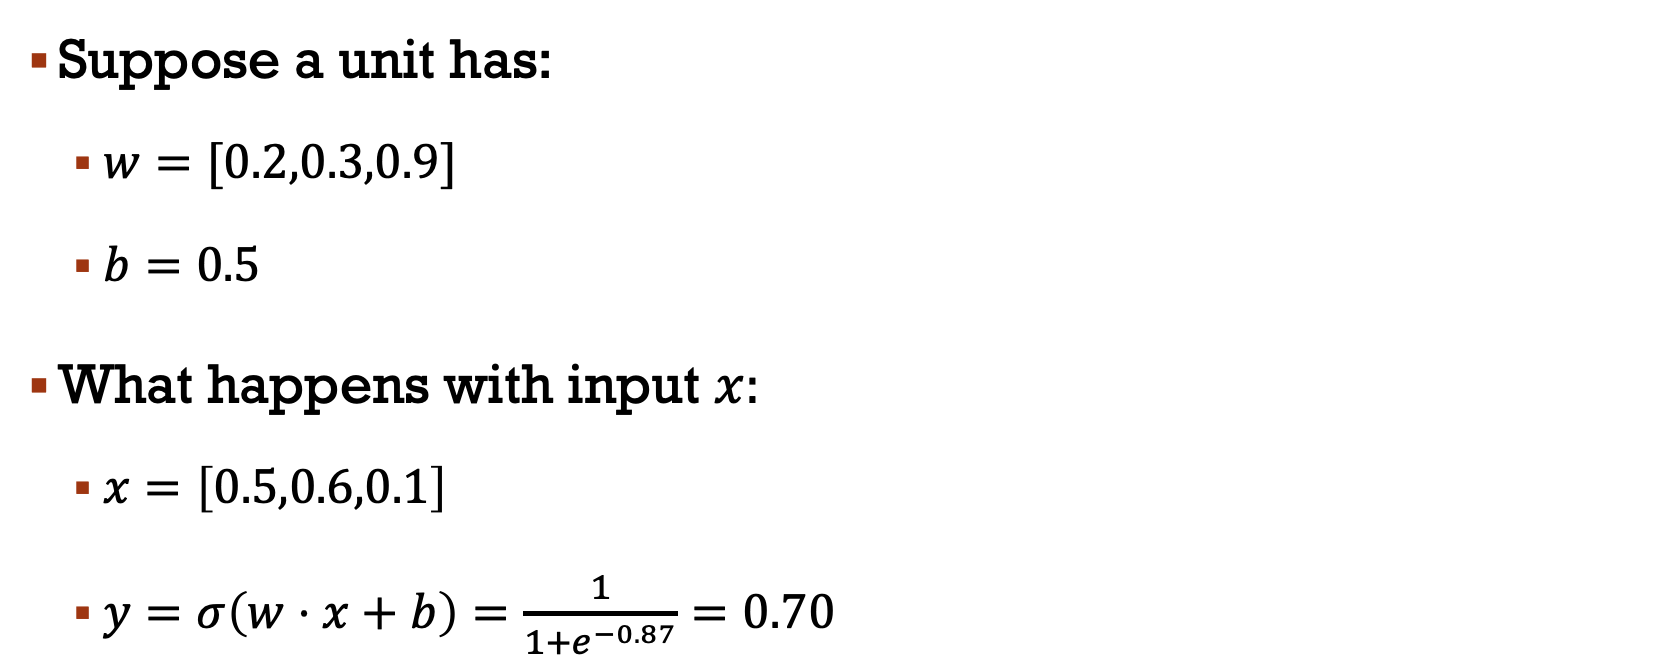 ▪ Suppose a unit has:
▪ w = [0.2,0.3,0.9]
▪ b = 0.5
▪ What happens with input x:
▪ x = [0.5,0.6,0.1]
▪ y = σ(w · x + b) = 1/(1+e^−0.87) = 0.70